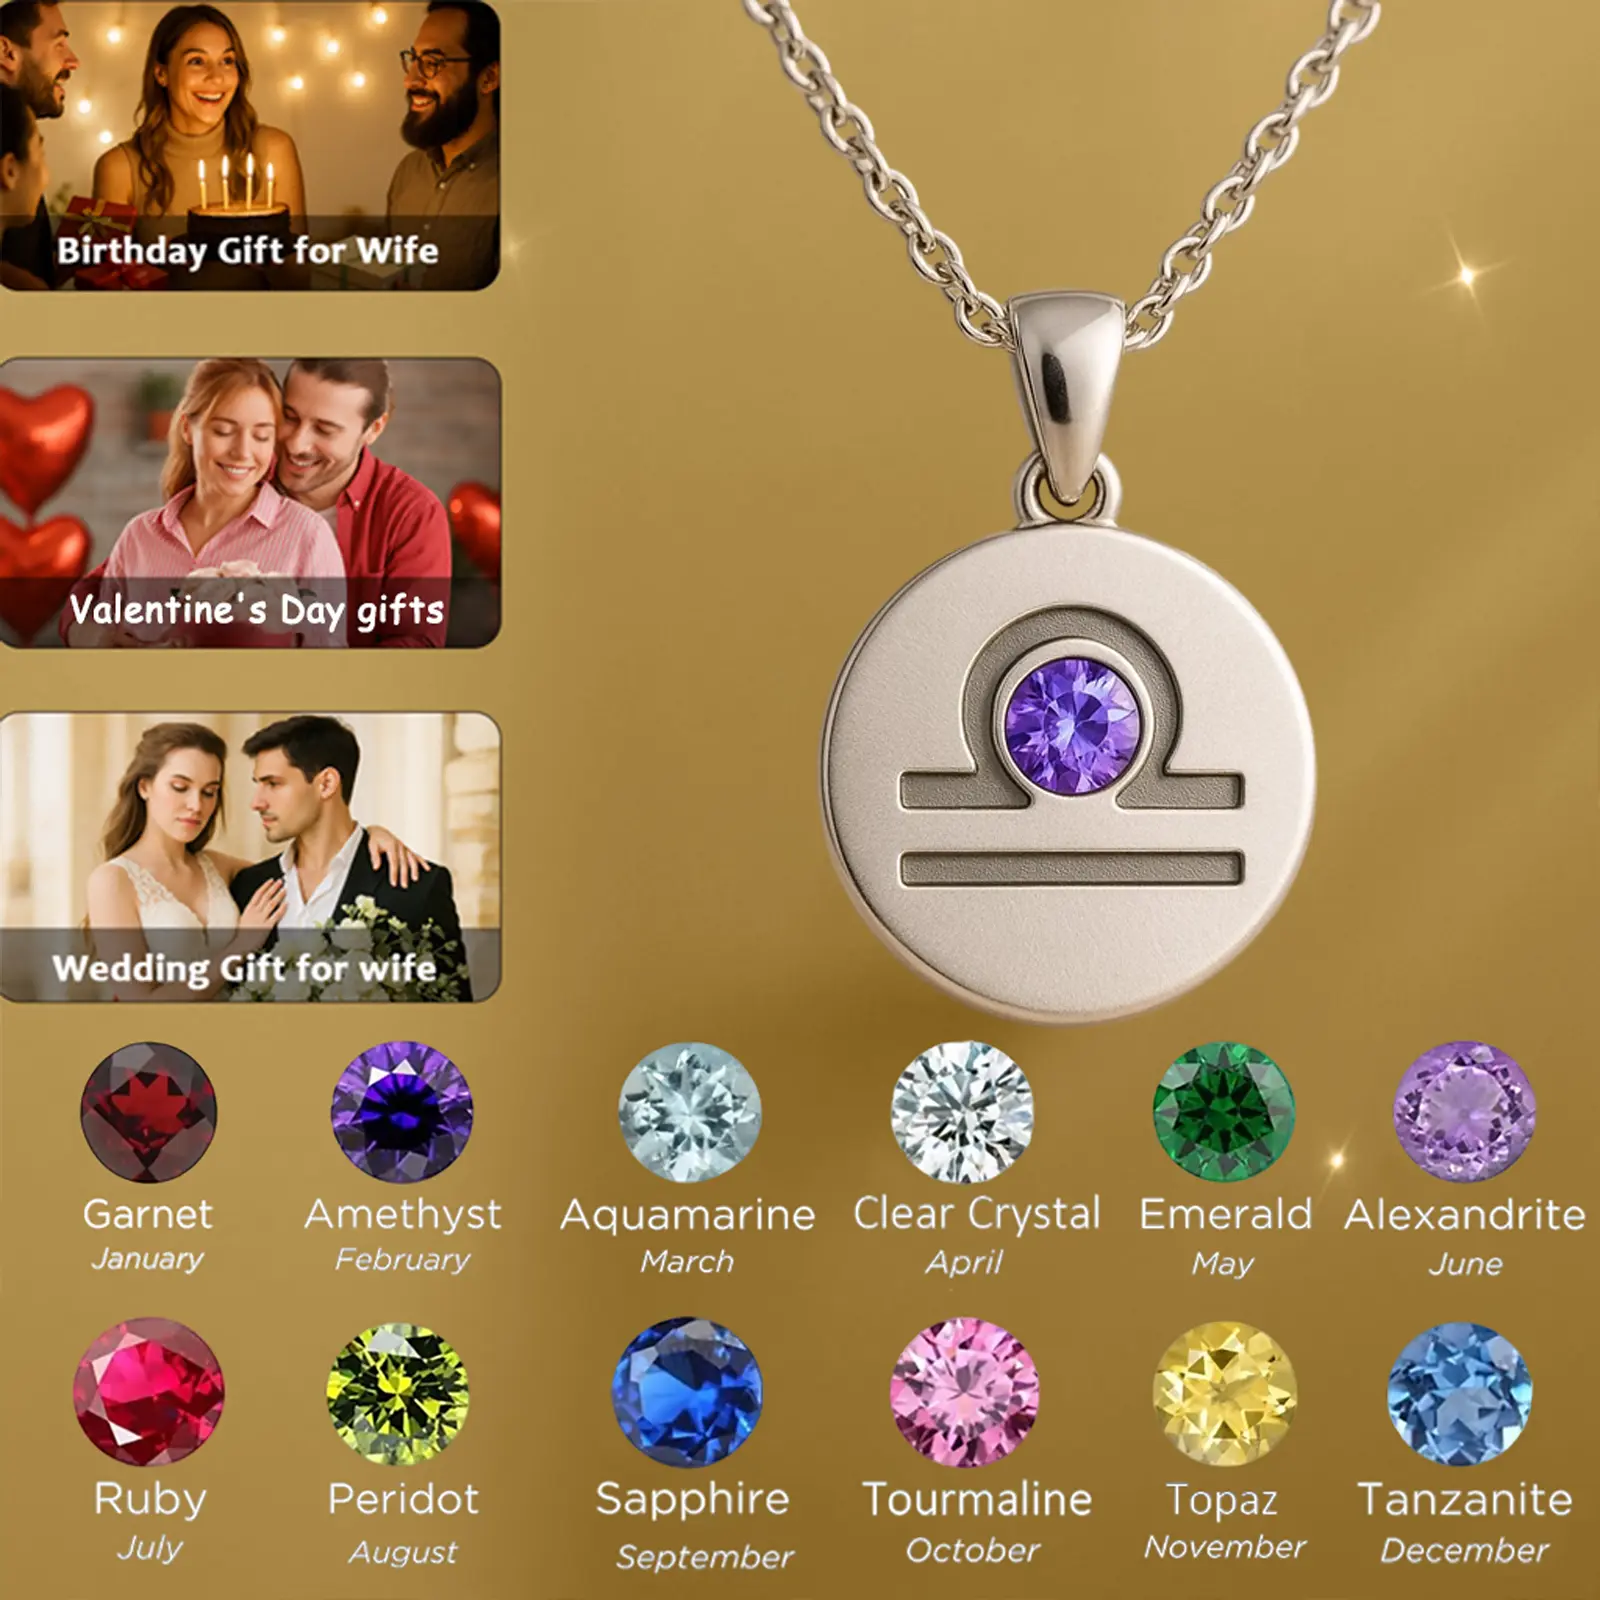 Birthday Gift for Wife
Valentine's Day gifts
Wedding Gift for wife
Garnet
January
Amethyst
February
Aquamarine
March
Clear Crystal
April
Emerald
May
Alexandrite
June
Ruby
July
Peridot
August
Sapphire
September
Tourmaline
October
Topaz
November
Tanzanite
December